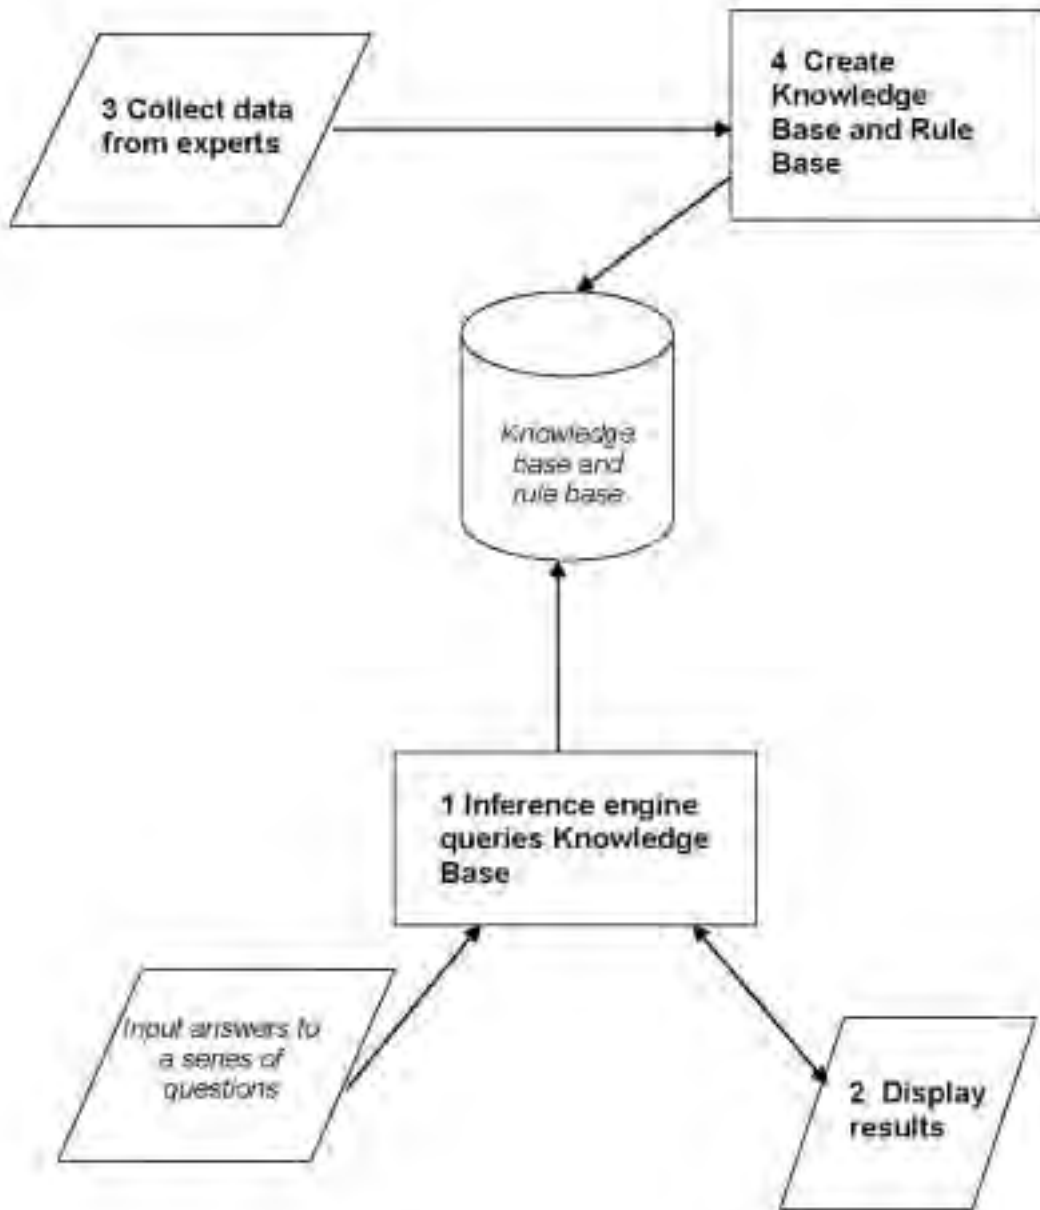 3 Collect data
from experts
4 Create
Knowledge
Base and Rule
Base
Knowledge
base and
rule base
1 Inference engine
queries Knowledge
Base
Input answers to
a series of
questions
2 Display
results